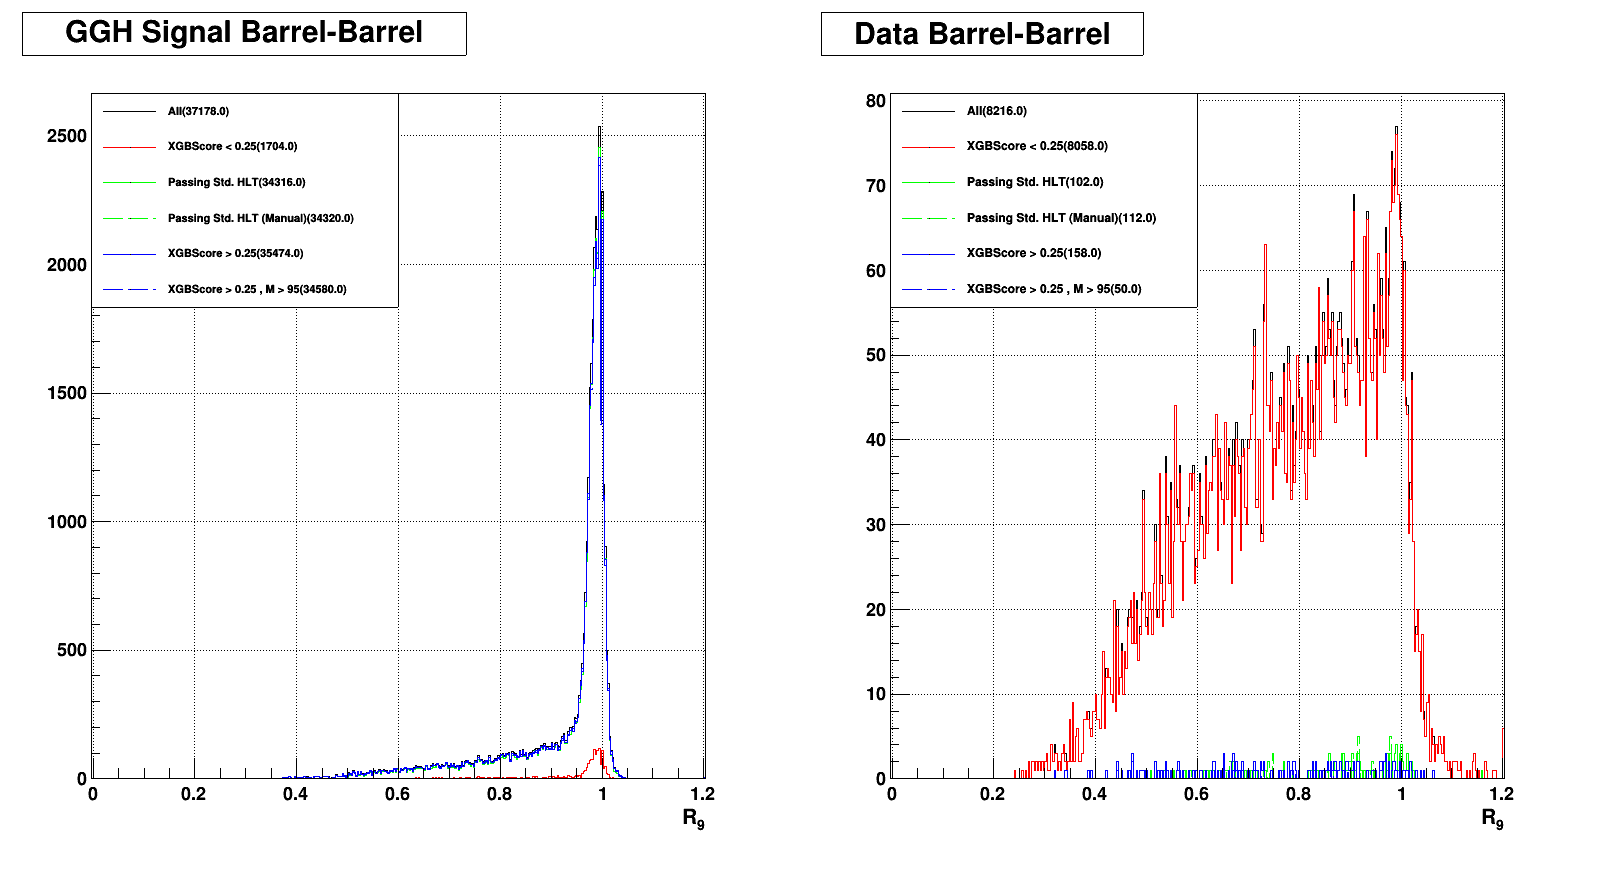 GGH Signal Barrel-Barrel
All(37178.0)
XGBScore < 0.25(1704.0)
Passing Std. HLT(34316.0)
Passing Std. HLT (Manual)(34320.0)
XGBScore > 0.25(35474.0)
XGBScore > 0.25 , M > 95(34580.0)
2500
2000
1500
1000
500
0
0 0.2 0.4 0.6 0.8 1 1.2
R9
Data Barrel-Barrel
All(8216.0)
XGBScore < 0.25(8058.0)
Passing Std. HLT(102.0)
Passing Std. HLT (Manual)(112.0)
XGBScore > 0.25(158.0)
XGBScore > 0.25 , M > 95(50.0)
80
70
60
50
40
30
20
10
0
0 0.2 0.4 0.6 0.8 1 1.2
R9